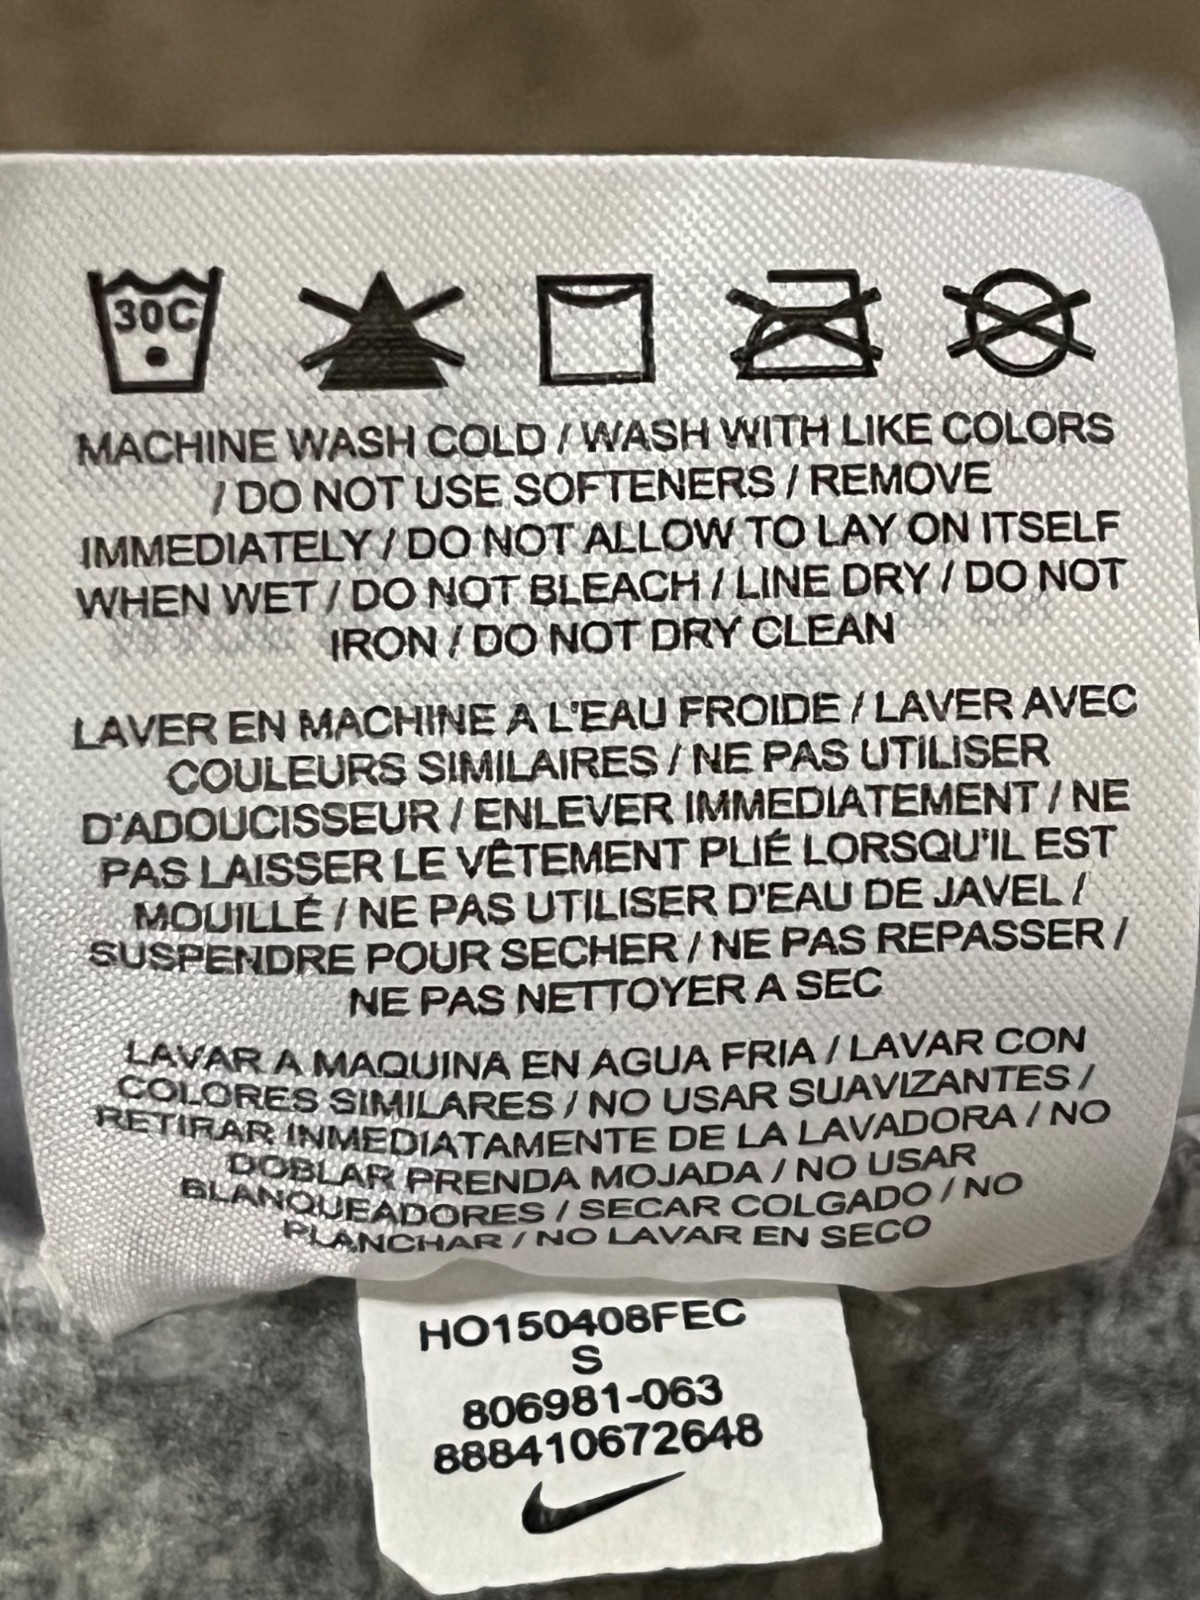 30C
MACHINE WASH COLD / WASH WITH LIKE COLORS
/ DO NOT USE SOFTENERS / REMOVE
IMMEDIATELY / DO NOT ALLOW TO LAY ON ITSELF
WHEN WET / DO NOT BLEACH / LINE DRY / DO NOT
IRON / DO NOT DRY CLEAN
LAVER EN MACHINE A L'EAU FROIDE / LAVER AVEC
COULEURS SIMILAIRES / NE PAS UTILISER
D'ADOUCISSEUR / ENLEVER IMMEDIATEMENT / NE
PAS LAISSER LE VÊTEMENT PLIÉ LORSQU'IL EST
MOUILLÉ / NE PAS UTILISER D'EAU DE JAVEL /
SUSPENDRE POUR SECHER / NE PAS REPASSER /
NE PAS NETTOYER A SEC
LAVAR A MAQUINA EN AGUA FRIA / LAVAR CON
COLORES SIMILARES / NO USAR SUAVIZANTES /
RETIRAR INMEDIATAMENTE DE LA LAVADORA / NO
DOBLAR PRENDA MOJADA / NO USAR
BLANQUEADORES / SECAR COLGADO / NO
PLANCHAR / NO LAVAR EN SECO
HO150408FEC
S
806981-063
888410672648